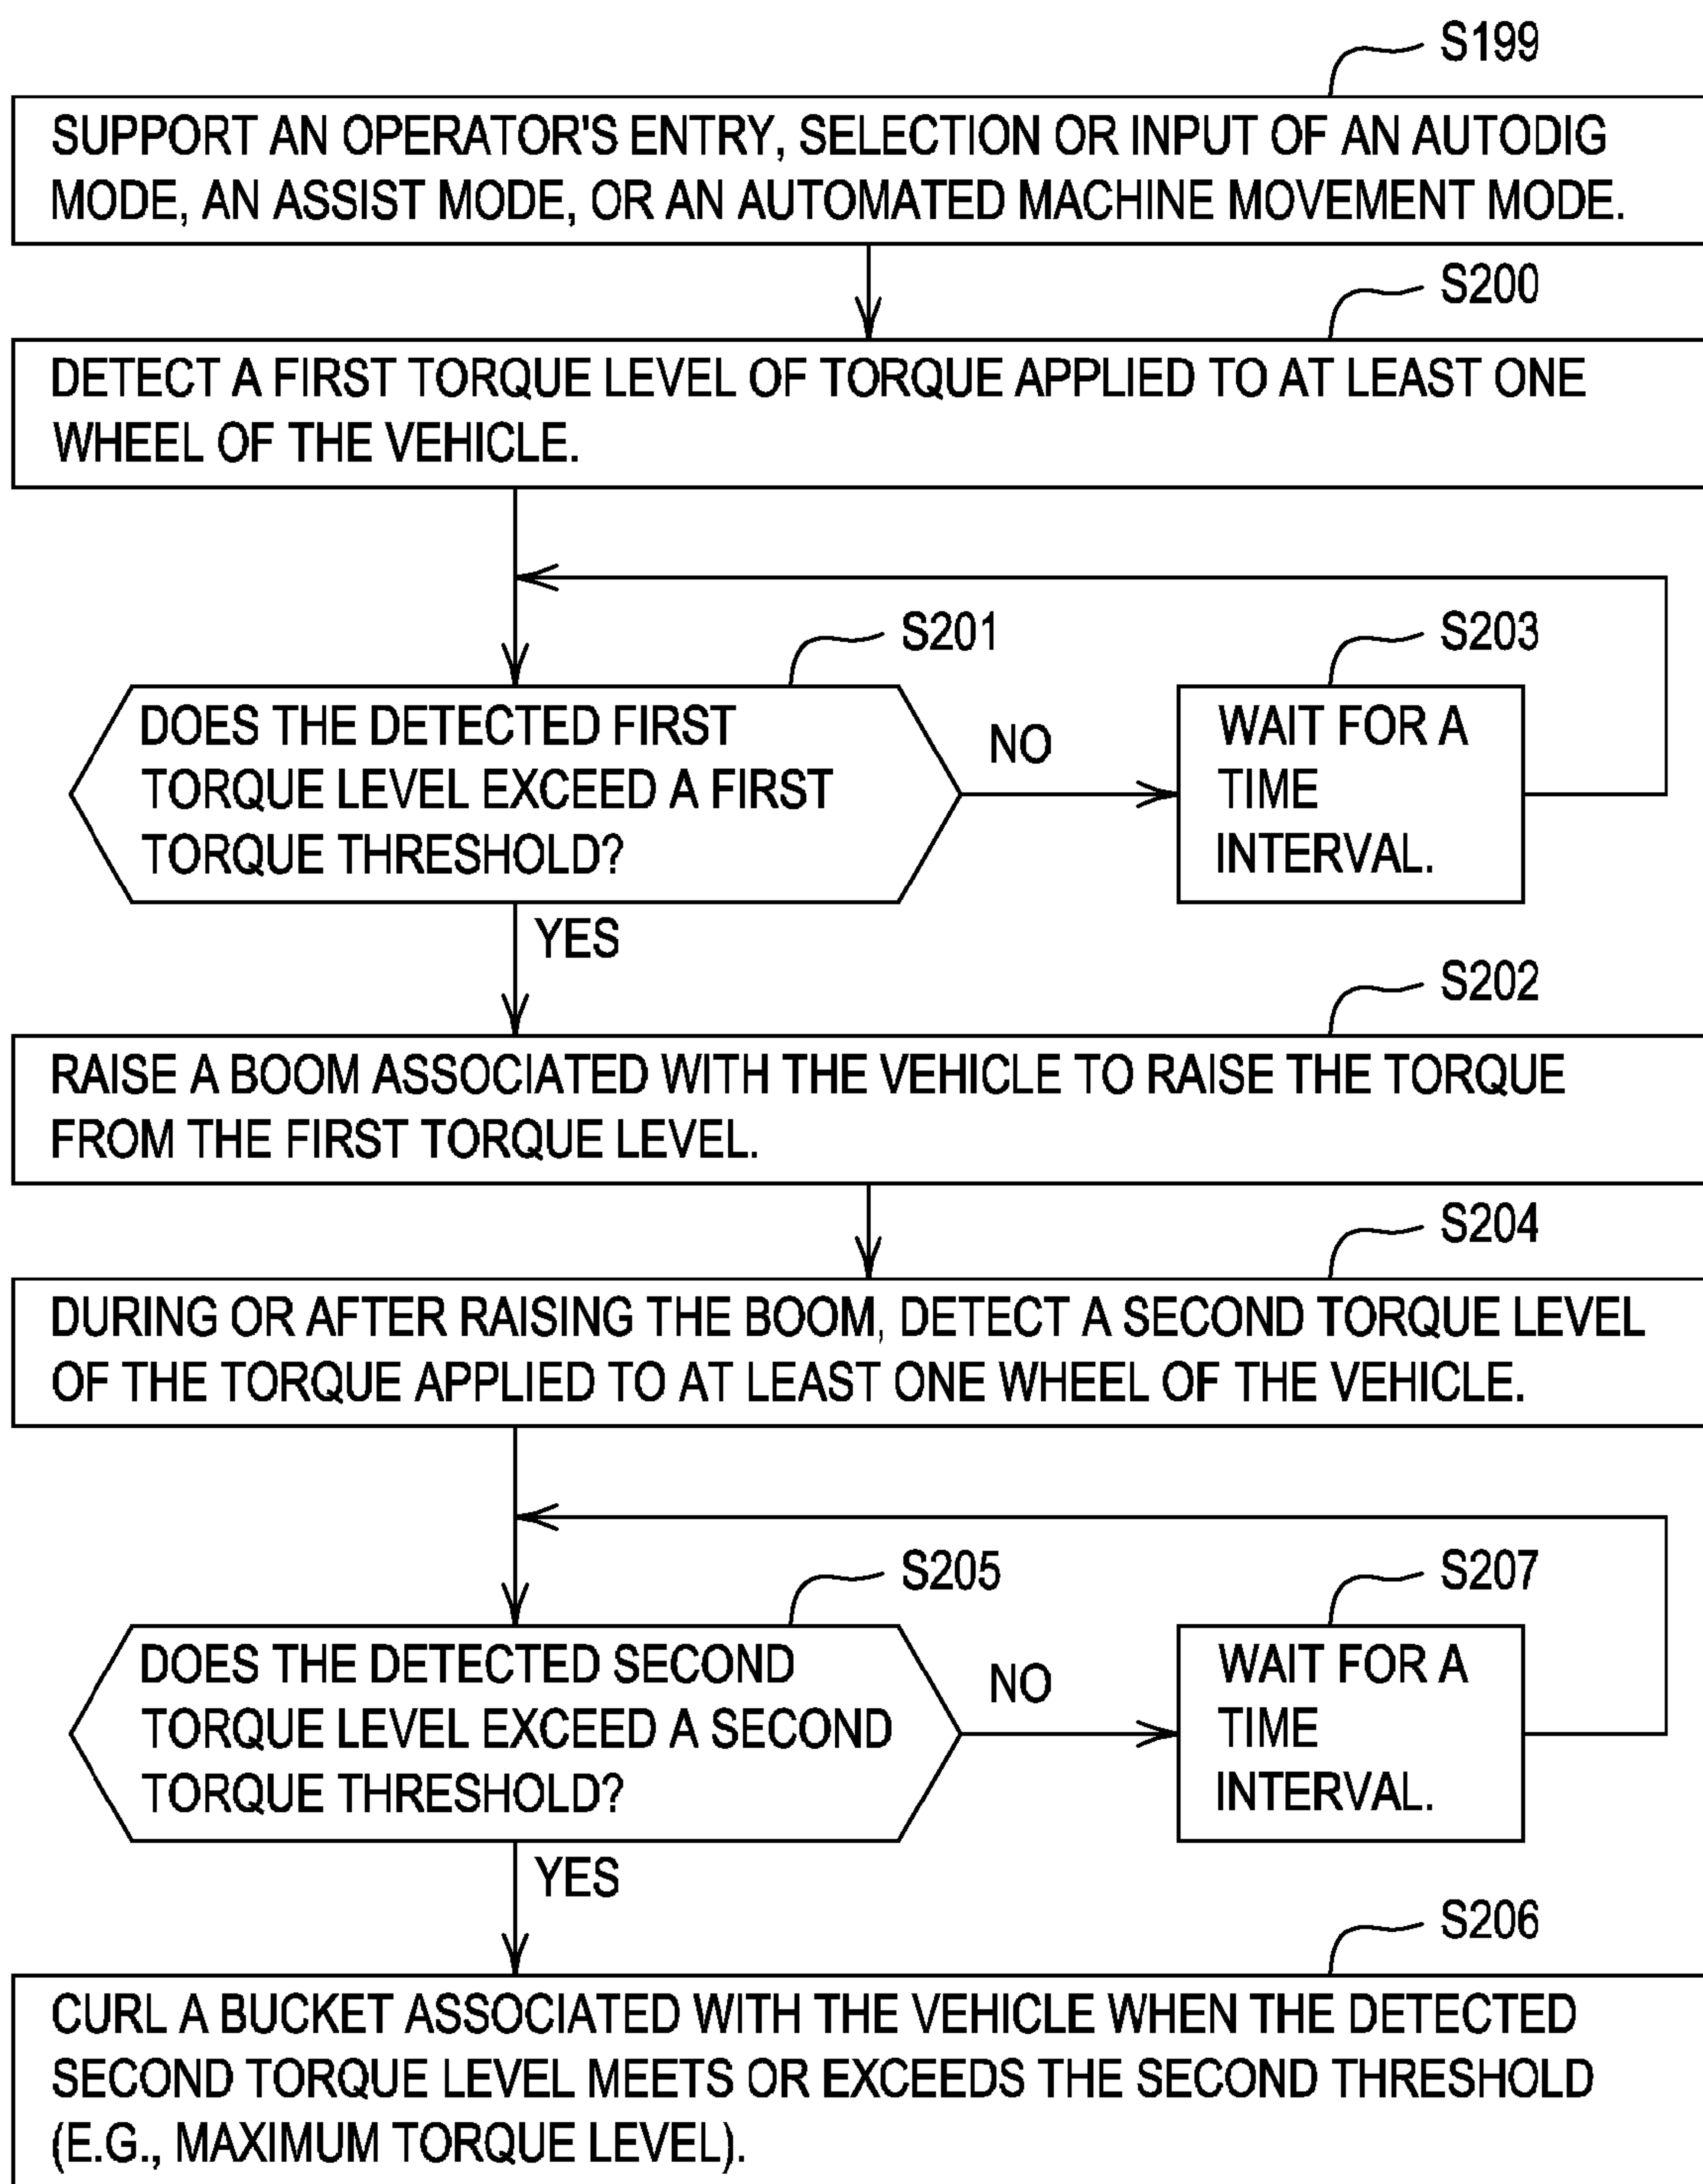 S199
SUPPORT AN OPERATOR'S ENTRY, SELECTION OR INPUT OF AN AUTODIG
MODE, AN ASSIST MODE, OR AN AUTOMATED MACHINE MOVEMENT MODE.
S200
DETECT A FIRST TORQUE LEVEL OF TORQUE APPLIED TO AT LEAST ONE
WHEEL OF THE VEHICLE.
S201
DOES THE DETECTED FIRST
TORQUE LEVEL EXCEED A FIRST
TORQUE THRESHOLD?
NO
S203
WAIT FOR A
TIME
INTERVAL.
YES
S202
RAISE A BOOM ASSOCIATED WITH THE VEHICLE TO RAISE THE TORQUE
FROM THE FIRST TORQUE LEVEL.
S204
DURING OR AFTER RAISING THE BOOM, DETECT A SECOND TORQUE LEVEL
OF THE TORQUE APPLIED TO AT LEAST ONE WHEEL OF THE VEHICLE.
S205
DOES THE DETECTED SECOND
TORQUE LEVEL EXCEED A SECOND
TORQUE THRESHOLD?
NO
S207
WAIT FOR A
TIME
INTERVAL.
YES
S206
CURL A BUCKET ASSOCIATED WITH THE VEHICLE WHEN THE DETECTED
SECOND TORQUE LEVEL MEETS OR EXCEEDS THE SECOND THRESHOLD
(E.G., MAXIMUM TORQUE LEVEL).